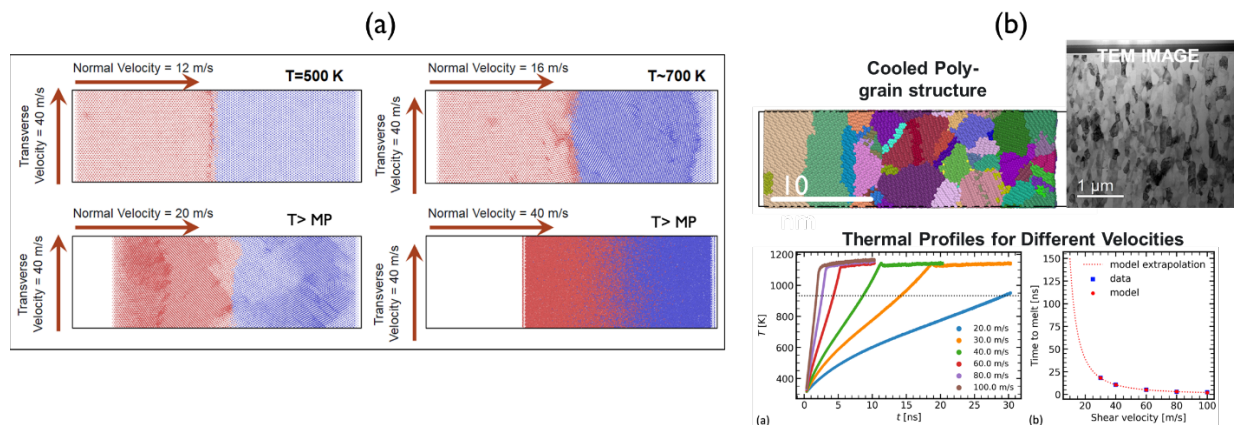 (a)
Normal Velocity = 12 m/s
T=500 K
Transverse
Velocity = 40 m/s
Normal Velocity = 16 m/s
T~700 K
Transverse
Velocity = 40 m/s
Normal Velocity = 20 m/s
T> MP
Transverse
Velocity = 40 m/s
Normal Velocity = 40 m/s
T> MP
Transverse
Velocity = 40 m/s
(b)
Cooled Poly-
grain structure
10
nm
TEM IMAGE
1 µm
Thermal Profiles for Different Velocities
T [K]
1200
1000
800
600
400
20.0 m/s
30.0 m/s
40.0 m/s
60.0 m/s
80.0 m/s
100.0 m/s
0 5 10 15 20 25 30
t [ns]
(a)
Time to melt [ns]
150
125
100
75
50
25
0
model extrapolation
data
model
20 40 60 80 100
Shear velocity [m/s]
(b)